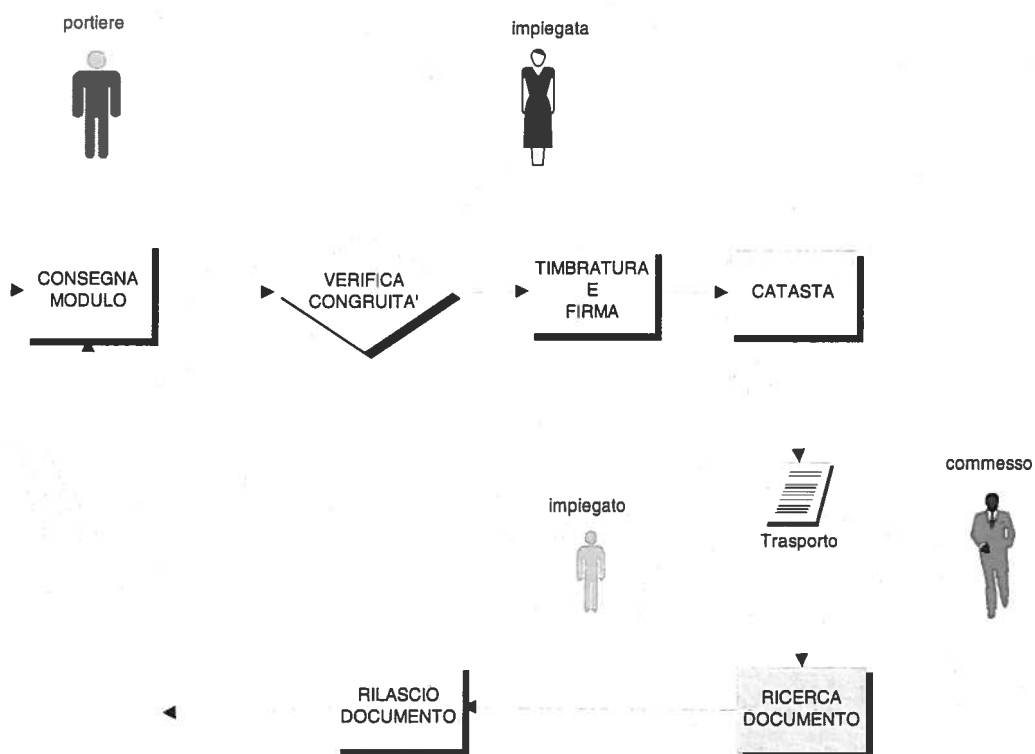 portiere
impiegata
CONSEGNA
MODULO
VERIFICA
CONGRUITA'
TIMBRATURA
E
FIRMA
CATASTA
commesso
impiegato
Trasporto
RILASCIO
DOCUMENTO
RICERCA
DOCUMENTO